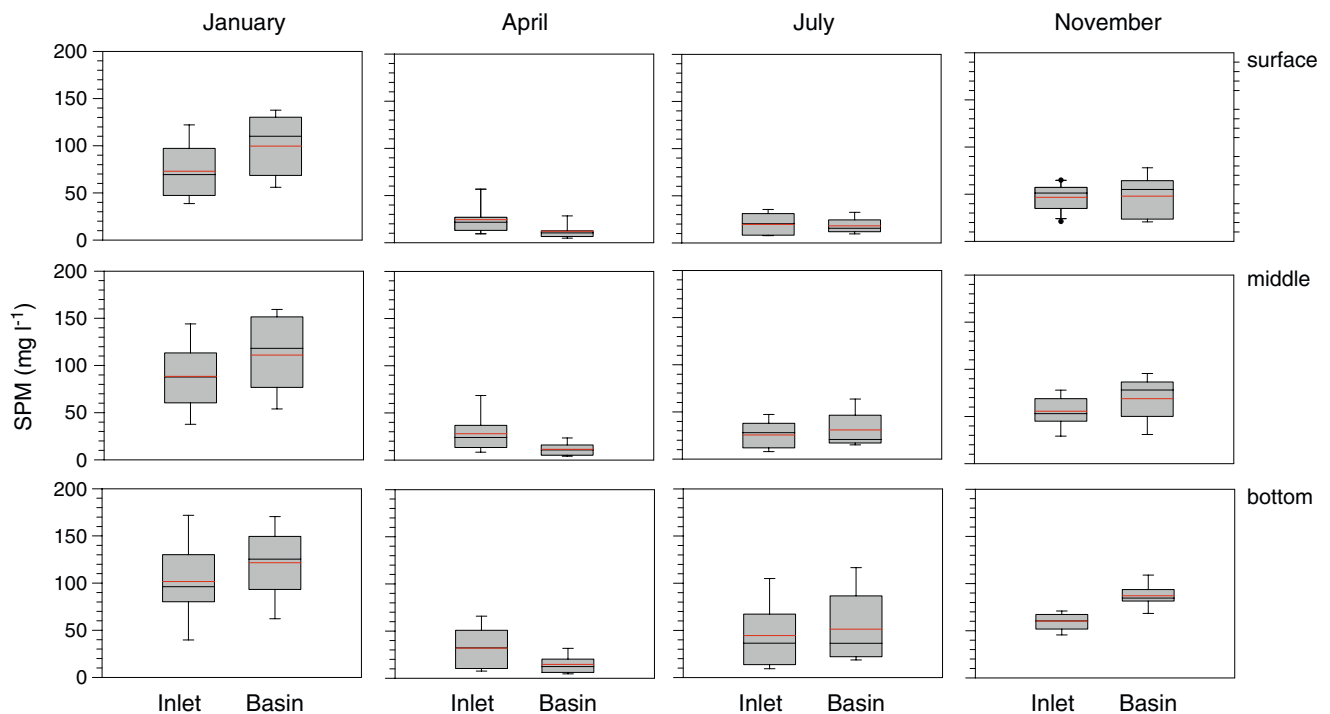 January April July November
200
150
100
50
0
surface
200
150
100
50
0
middle
200
150
100
50
0
bottom
SPM (mg l-1)
Inlet Basin Inlet Basin Inlet Basin Inlet Basin